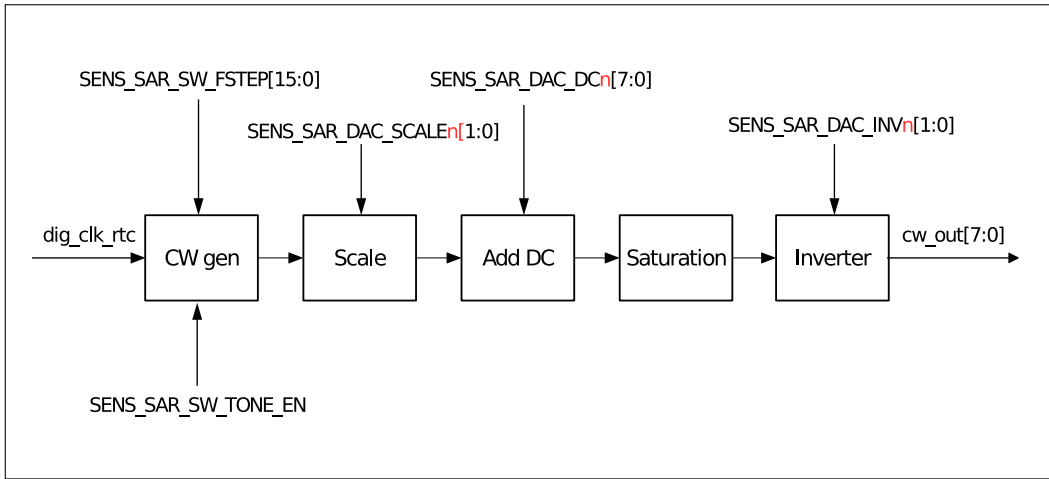 SENS_SAR_SW_FSTEP[15:0]
SENS_SAR_DAC_DCn[7:0]
SENS_SAR_DAC_SCALEn[1:0]
SENS_SAR_DAC_INVn[1:0]
dig_clk_rtc
CW gen
Scale
Add DC
Saturation
Inverter
cw_out[7:0]
SENS_SAR_SW_TONE_EN